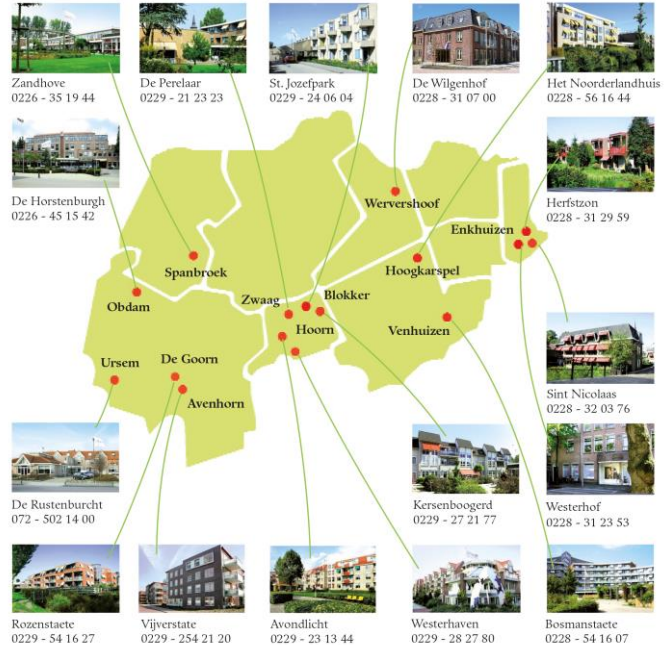 Zandhove
0226 - 35 19 44
De Perelaar
0229 - 21 23 23
St. Jozefpark
0229 - 24 06 04
De Wilgenhof
0228 - 31 07 00
Het Noorderlandhuis
0228 - 56 16 44
De Horstenburgh
0226 - 45 15 42
Herfstzon
0228 - 31 29 59
Wervershoof
Enkhuizen
Spanbroek
Hoogkarspel
Obdam
Zwaag
Blokker
Hoorn
Venhuizen
Ursem
De Goorn
Avenhorn
Sint Nicolaas
0228 - 32 03 76
De Rustenburcht
072 - 502 14 00
Kersenboogerd
0229 - 27 21 77
Westerhof
0228 - 31 23 53
Rozenstaete
0229 - 54 16 27
Vijverstate
0229 - 254 21 20
Avondlicht
0229 - 23 13 44
Westerhaven
0229 - 28 27 80
Bosmanstaete
0228 - 54 16 07